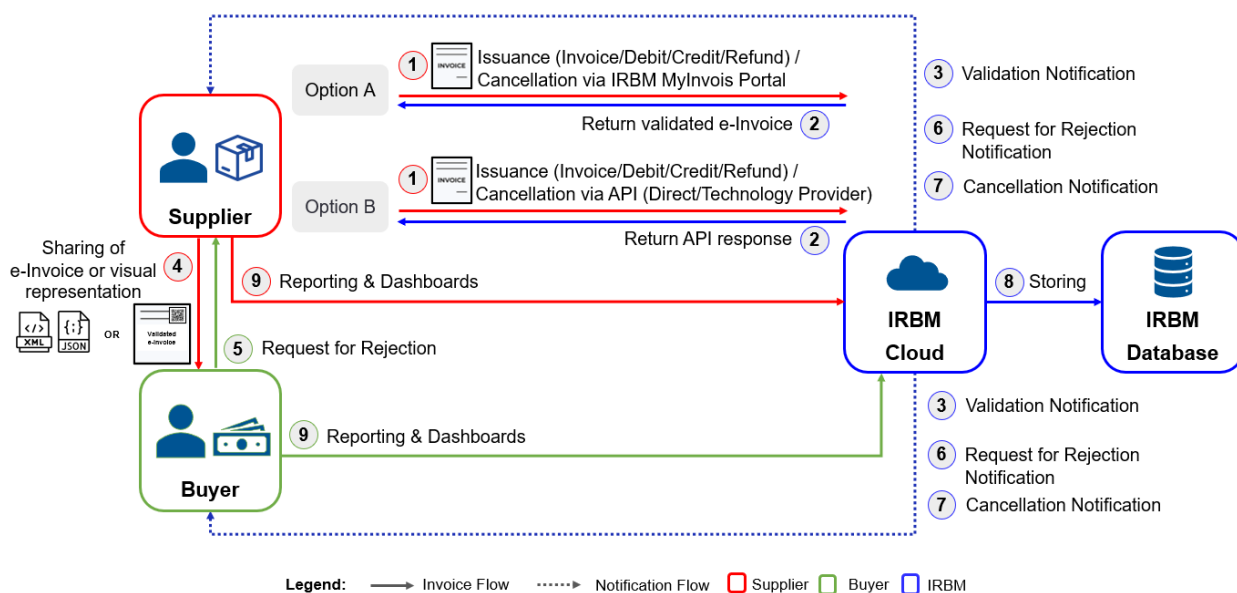 Option A
1
INVOICE
Issuance (Invoice/Debit/Credit/Refund) /
Cancellation via IRBM MyInvois Portal
Return validated e-Invoice 2
3 Validation Notification
6 Request for Rejection
Notification
7 Cancellation Notification
Supplier
Option B
1
INVOICE
Issuance (Invoice/Debit/Credit/Refund) /
Cancellation via API (Direct/Technology Provider)
Return API response 2
Sharing of
e-Invoice or visual
representation
4
</>
XML
{;}
JSON
OR
Validated
e-Invoice
9 Reporting & Dashboards
5 Request for Rejection
IRBM
Cloud
8 Storing
IRBM
Database
Buyer
9 Reporting & Dashboards
3 Validation Notification
6 Request for Rejection
Notification
7 Cancellation Notification
Legend: Invoice Flow Notification Flow Supplier Buyer IRBM